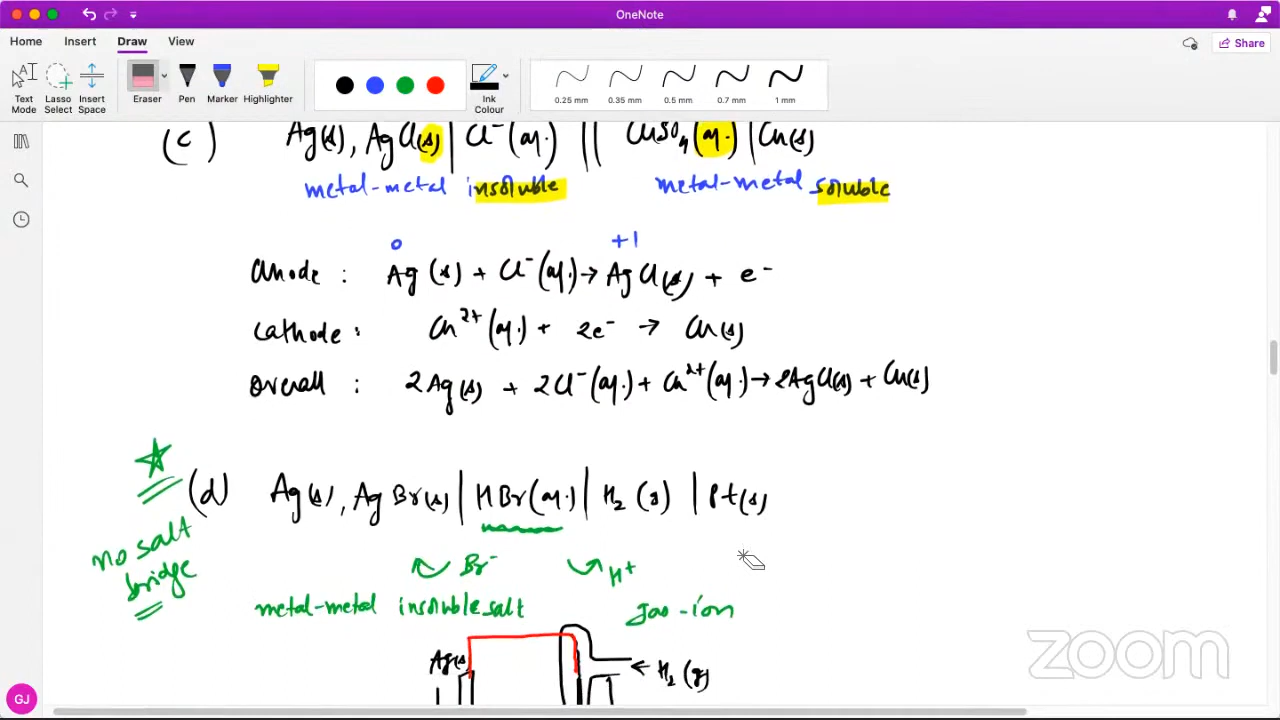 OneNote
Home Insert Draw View
Share
Text Mode
Lasso Select
Insert Space
Eraser
Pen
Marker
Highlighter
Ink Colour
0.25 mm 0.35 mm 0.5 mm 0.7 mm 1 mm
(c) Ag(s), AgCl(s) | Cl⁻(aq.) || CuSO₄(aq.) | Cu(s)
metal-metal insoluble metal-metal soluble
0 +1
Anode : Ag(s) + Cl⁻(aq.) → AgCl(s) + e⁻
Cathode : Cu²⁺(aq.) + 2e⁻ → Cu(s)
Overall : 2Ag(s) + 2Cl⁻(aq.) + Cu²⁺(aq.) → 2AgCl(s) + Cu(s)
(d) Ag(s), AgBr(s) | HBr(aq.) | H₂(g) | Pt(s)
no salt bridge
Br⁻ H⁺
metal-metal insoluble salt gas-ion
Ag(s)
← H₂(g)
zoom
GJ